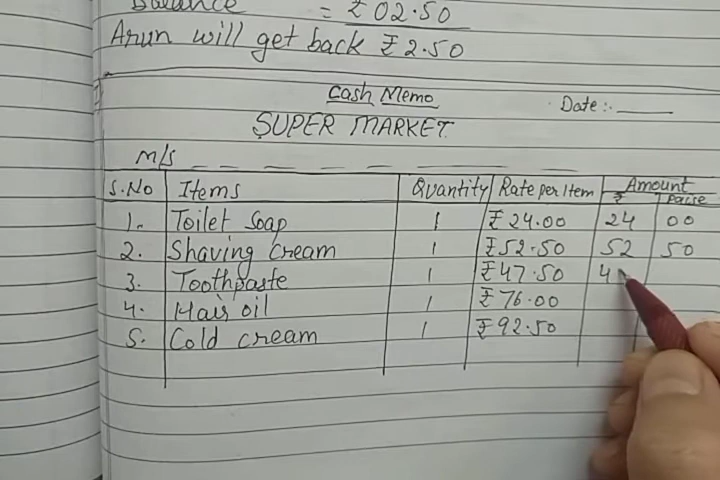 Balance = ₹02.50
Arun will get back ₹2.50
Cash Memo
Date:- ____
SUPER MARKET
M/S _ _ _ _ _ _ _ _
S.No Items Quantity Rate per Item Amount
₹ Paise
1. Toilet Soap 1 ₹24.00 24 00
2. Shaving Cream 1 ₹52.50 52 50
3. Toothpaste 1 ₹47.50 4
4. Hair oil 1 ₹76.00
5. Cold cream 1 ₹92.50